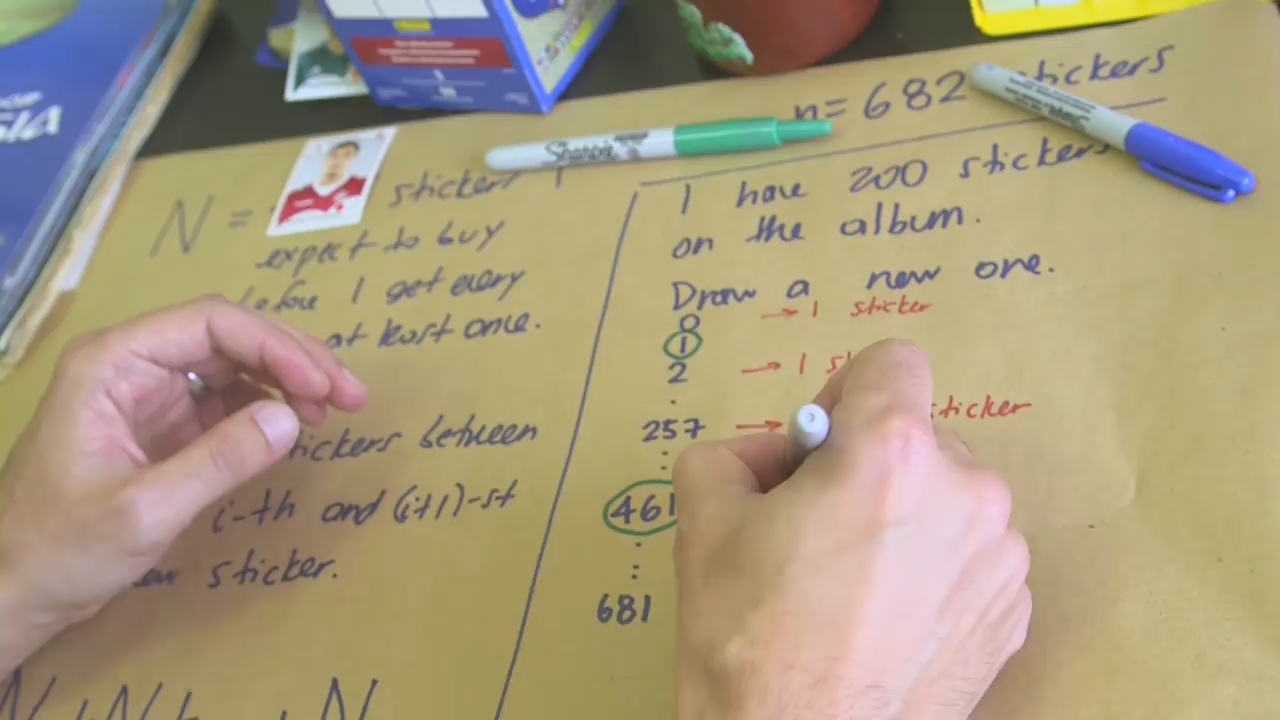 SIA
Sharpie
n = 682 stickers
N = stickers
expect to buy
I get every
at least once.
stickers between
i-th and (i+1)-st
sticker.
N + N + N
I have 200 stickers
on the album.
Draw a new one.
0 → 1 sticker
1
2 → 1
257 → sticker
461
681